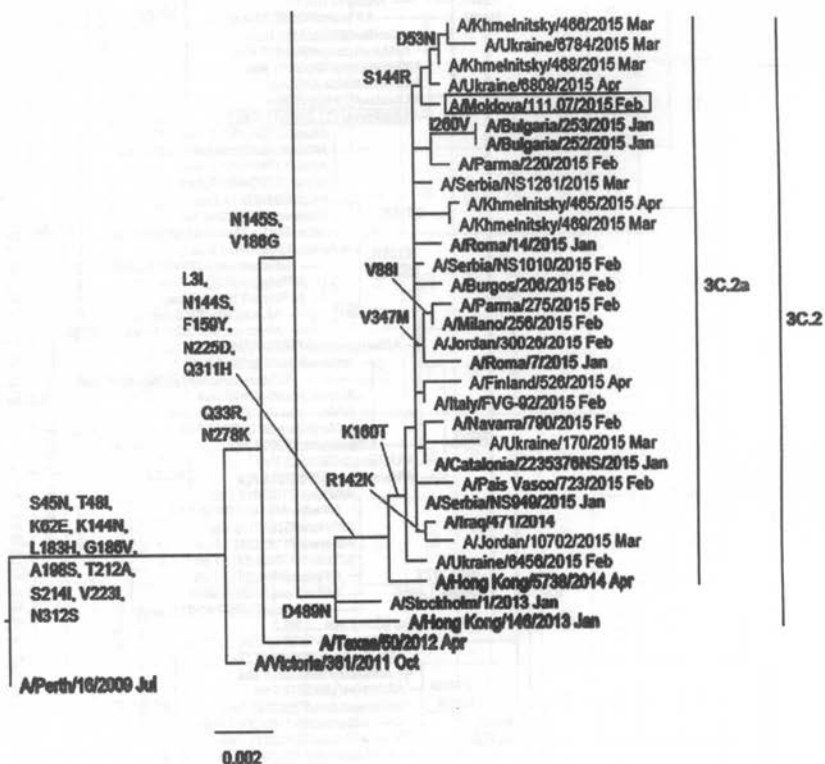 A/Khmelnitsky/466/2015 Mar
D53N
A/Ukraine/6784/2015 Mar
A/Khmelnitsky/468/2015 Mar
S144R
A/Ukraine/6809/2015 Apr
A/Moldova/111.07/2015 Feb
I260V
A/Bulgaria/253/2015 Jan
A/Bulgaria/252/2015 Jan
A/Parma/220/2015 Feb
A/Serbia/NS1261/2015 Mar
A/Khmelnitsky/465/2015 Apr
A/Khmelnitsky/469/2015 Mar
N145S,
V186G
A/Roma/14/2015 Jan
A/Serbia/NS1010/2015 Feb
V88I
A/Burgos/206/2015 Feb
3C.2a
3C.2
L3I,
N144S,
F159Y,
N225D,
Q311H
A/Parma/275/2015 Feb
V347M
A/Milano/256/2015 Feb
A/Jordan/30026/2015 Feb
A/Roma/7/2015 Jan
A/Finland/526/2015 Apr
A/Italy/FVG-92/2015 Feb
Q33R,
N278K
K160T
A/Navarra/790/2015 Feb
A/Ukraine/170/2015 Mar
A/Catalonia/2235376NS/2015 Jan
R142K
A/Pais Vasco/723/2015 Feb
A/Serbia/NS949/2015 Jan
S45N, T48I,
K62E, K144N,
L183H, G186V,
A198S, T212A,
S214I, V223I,
N312S
A/Iraq/471/2014
A/Jordan/10702/2015 Mar
A/Ukraine/6456/2015 Feb
A/Hong Kong/5738/2014 Apr
D489N
A/Stockholm/1/2013 Jan
A/Hong Kong/146/2013 Jan
A/Texas/50/2012 Apr
A/Victoria/361/2011 Oct
A/Perth/16/2009 Jul
0.002